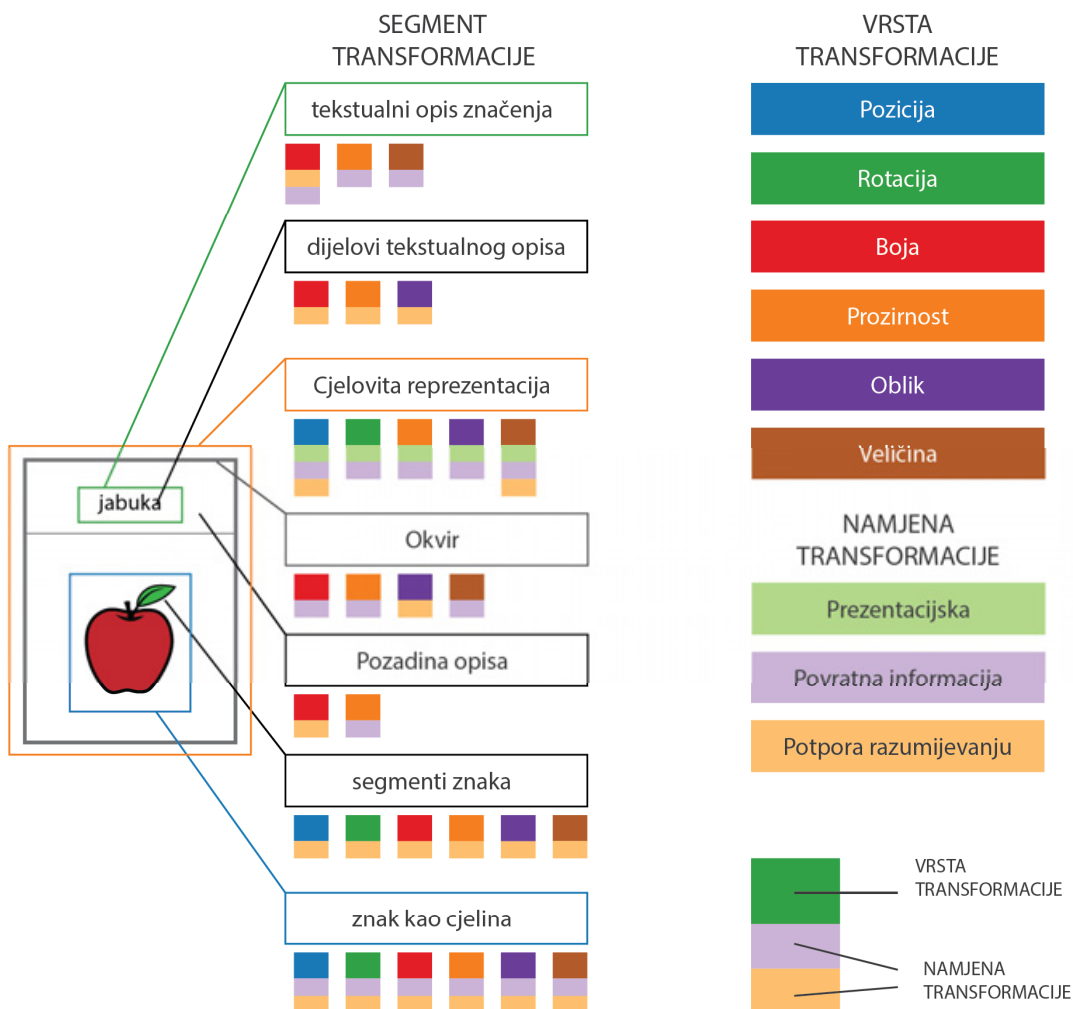 SEGMENT
TRANSFORMACIJE
tekstualni opis značenja
dijelovi tekstualnog opisa
Cjelovita reprezentacija
jabuka
Okvir
Pozadina opisa
segmenti znaka
znak kao cjelina
VRSTA
TRANSFORMACIJE
Pozicija
Rotacija
Boja
Prozirnost
Oblik
Veličina
NAMJENA
TRANSFORMACIJE
Prezentacijska
Povratna informacija
Potpora razumijevanju
VRSTA
TRANSFORMACIJE
NAMJENA
TRANSFORMACIJE